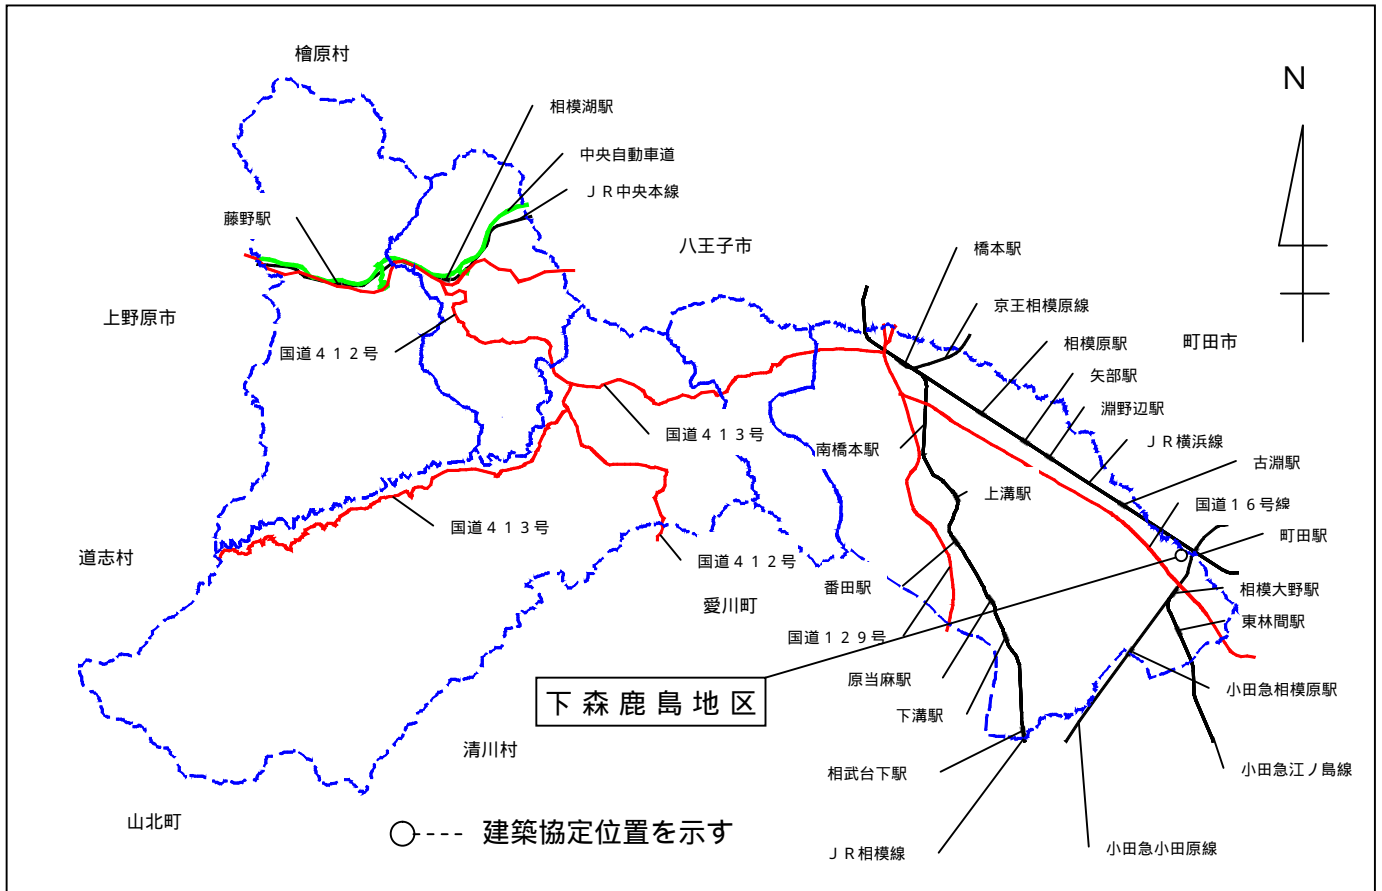 檜原村
N
相模湖駅
中央自動車道
ＪＲ中央本線
藤野駅
八王子市
橋本駅
京王相模原線
上野原市
国道４１２号
相模原駅
町田市
矢部駅
淵野辺駅
国道４１３号
南橋本駅
ＪＲ横浜線
古淵駅
上溝駅
国道１６号線
国道４１３号
町田駅
道志村
国道４１２号
番田駅
相模大野駅
愛川町
東林間駅
国道１２９号
原当麻駅
小田急相模原駅
下森鹿島地区
下溝駅
清川村
相武台下駅
小田急江ノ島線
山北町
建築協定位置を示す
ＪＲ相模線
小田急小田原線